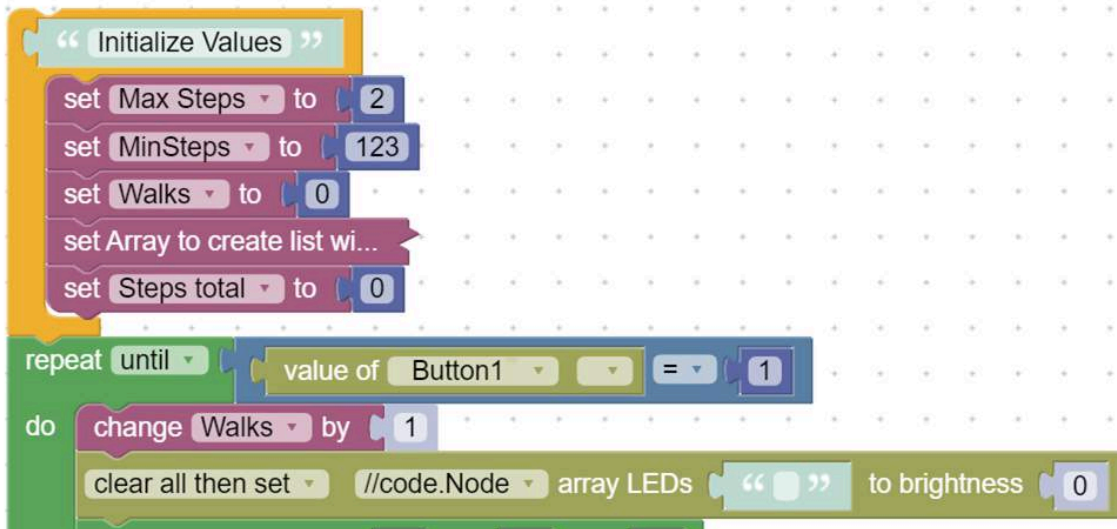 “ Initialize Values ”
set Max Steps to 2
set MinSteps to 123
set Walks to 0
set Array to create list wi...
set Steps total to 0
repeat until value of Button1 = 1
do change Walks by 1
clear all then set //code.Node array LEDs “ ” to brightness 0